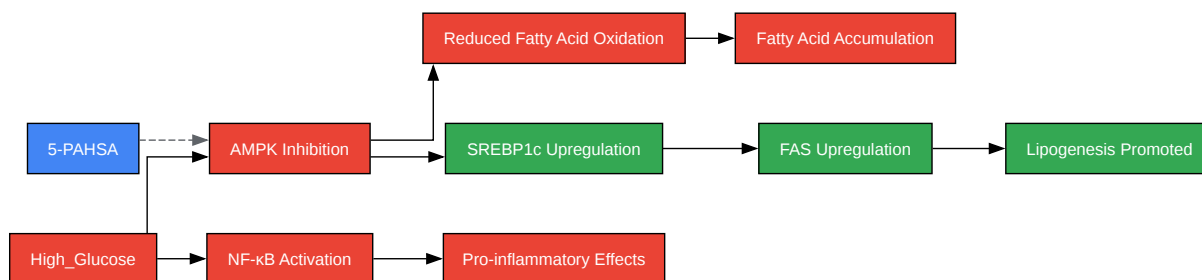 Reduced Fatty Acid Oxidation
Fatty Acid Accumulation
5-PAHSA
AMPK Inhibition
SREBP1c Upregulation
FAS Upregulation
Lipogenesis Promoted
High_Glucose
NF-κB Activation
Pro-inflammatory Effects